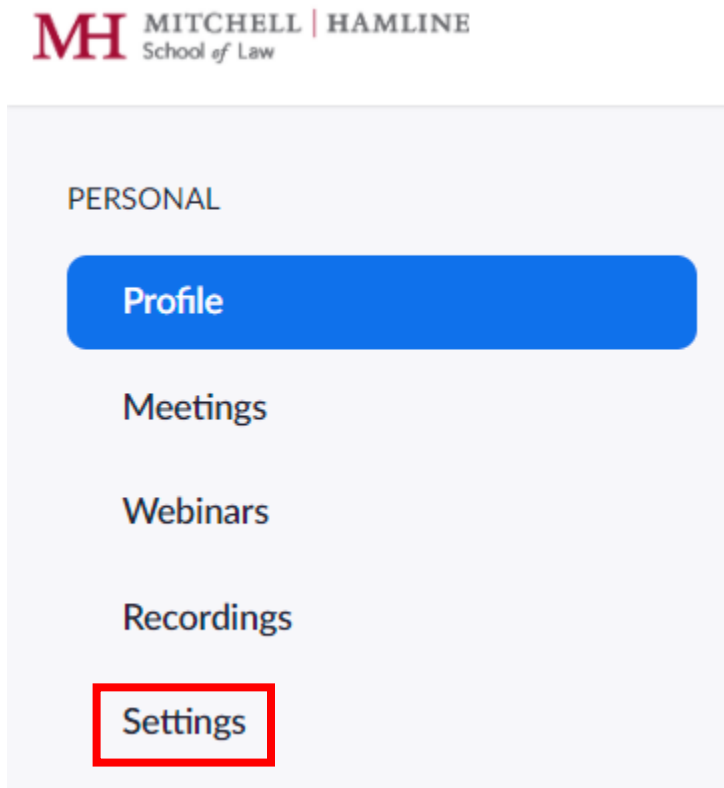 MH MITCHELL | HAMLINE
School of Law
PERSONAL
Profile
Meetings
Webinars
Recordings
Settings